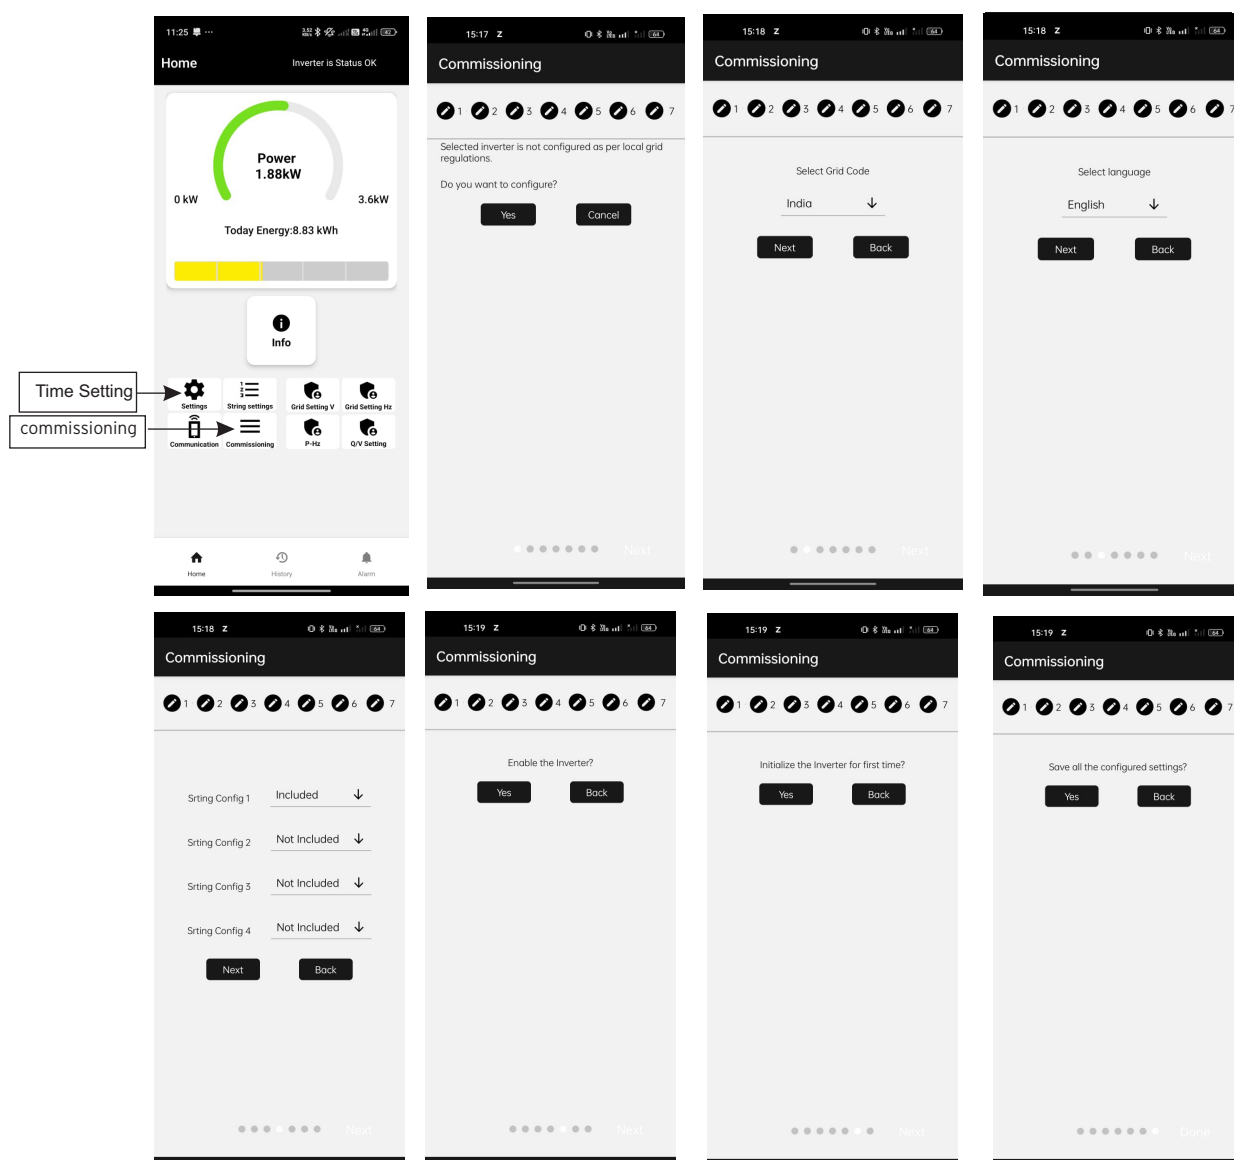 11:25
Home
Inverter is Status OK
Power
1.88kW
0 kW
3.6kW
Today Energy:8.83 kWh
Info
Time Setting
Settings
String settings
Grid Setting V
Grid Setting Hz
commissioning
Communication
Commissioning
P-Hz
Q/V Setting
Home
History
Alarm
15:17 Z
64
Commissioning
1 2 3 4 5 6 7
Selected inverter is not configured as per local grid
regulations.
Do you want to configure?
Yes
Cancel
Next
15:18 Z
64
Commissioning
1 2 3 4 5 6 7
Select Grid Code
India
Next
Back
Next
15:18 Z
64
Commissioning
1 2 3 4 5 6 7
Select language
English
Next
Back
Next
15:18 Z
64
Commissioning
1 2 3 4 5 6 7
Srting Config 1
Included
Srting Config 2
Not Included
Srting Config 3
Not Included
Srting Config 4
Not Included
Next
Back
Next
15:19 Z
64
Commissioning
1 2 3 4 5 6 7
Enable the Inverter?
Yes
Back
Next
15:19 Z
64
Commissioning
1 2 3 4 5 6 7
Initialize the Inverter for first time?
Yes
Back
Next
15:19 Z
64
Commissioning
1 2 3 4 5 6 7
Save all the configured settings?
Yes
Back
Done